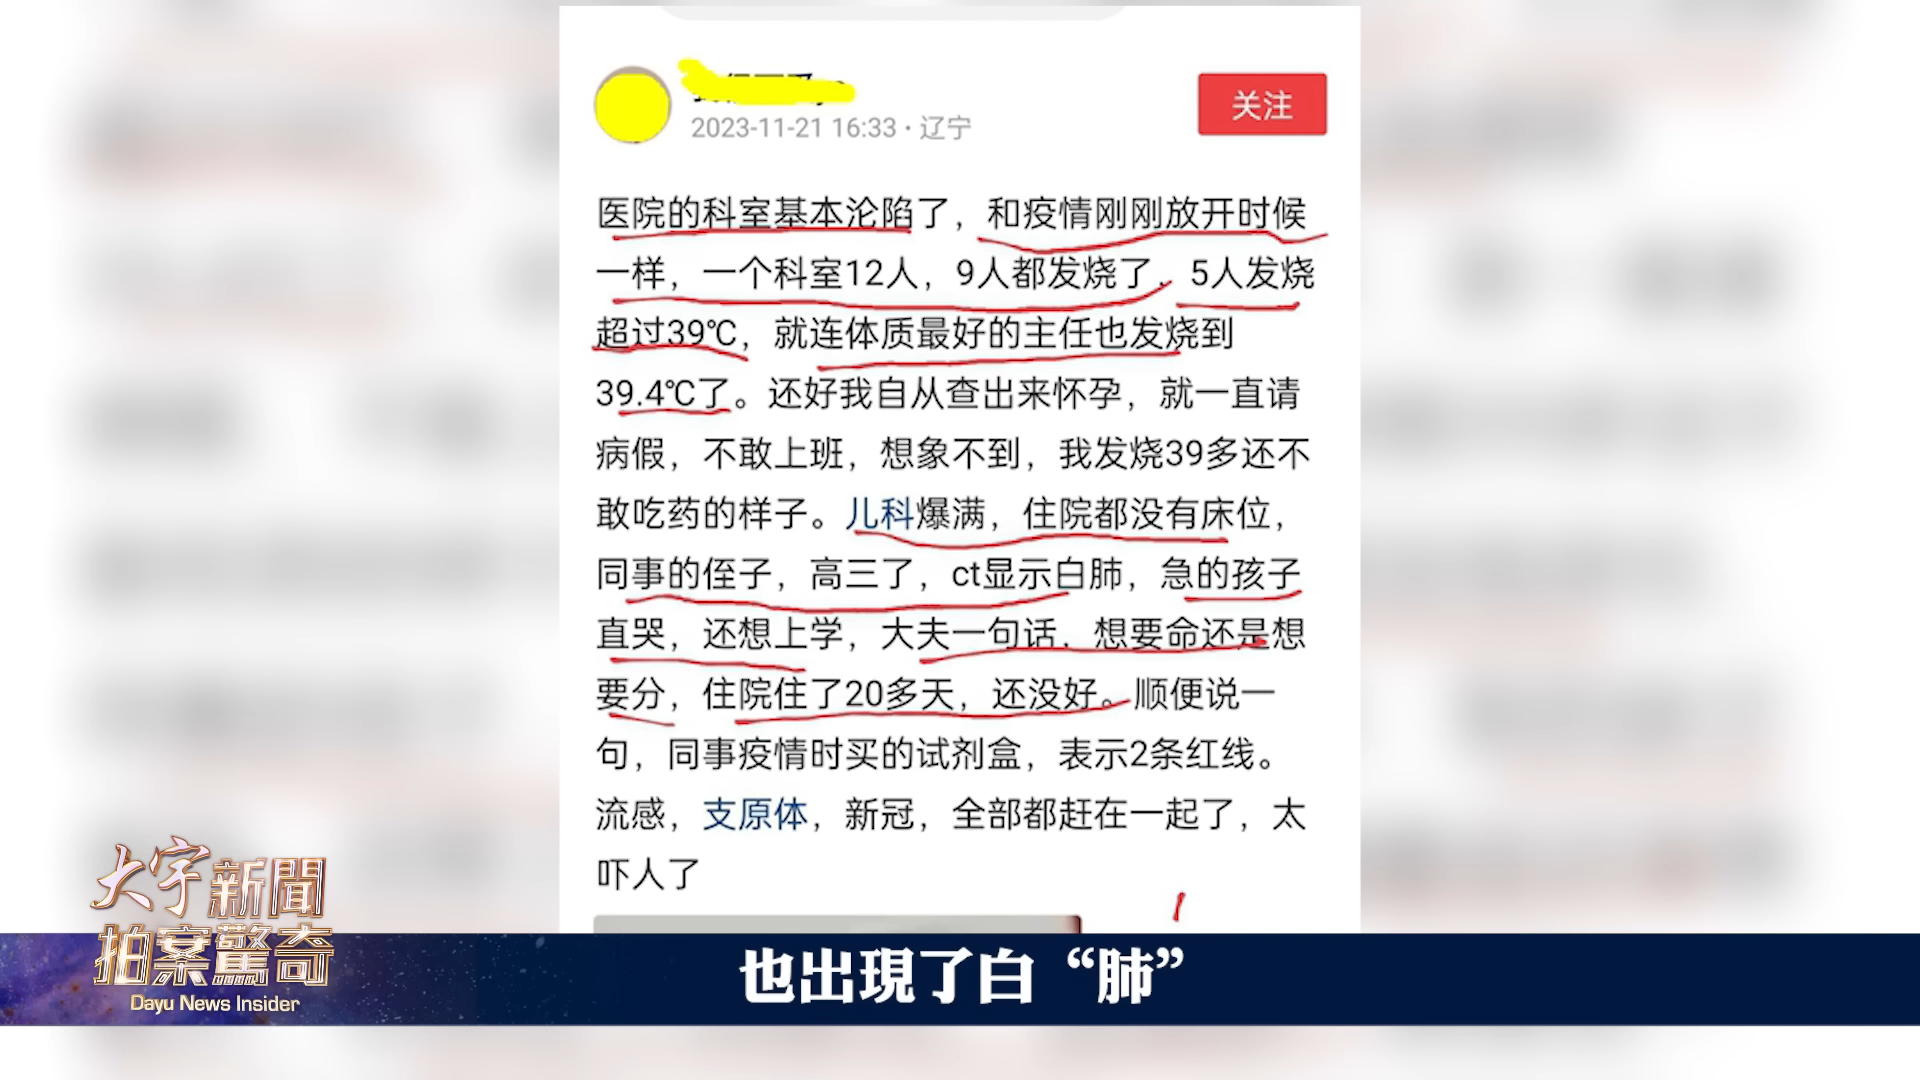 2023-11-21 16:33·辽宁
关注
医院的科室基本沦陷了，和疫情刚刚放开时候
一样，一个科室12人，9人都发烧了，5人发烧
超过39℃，就连体质最好的主任也发烧到
39.4℃了。还好我自从查出来怀孕，就一直请
病假，不敢上班，想象不到，我发烧39多还不
敢吃药的样子。儿科爆满，住院都没有床位，
同事的侄子，高三了，ct显示白肺，急的孩子
直哭，还想上学，大夫一句话，想要命还是想
要分，住院住了20多天，还没好。顺便说一
句，同事疫情时买的试剂盒，表示2条红线。
流感，支原体，新冠，全部都赶在一起了，太
吓人了
大宇新聞
拍案驚奇
Dayu News Insider
也出現了白“肺”